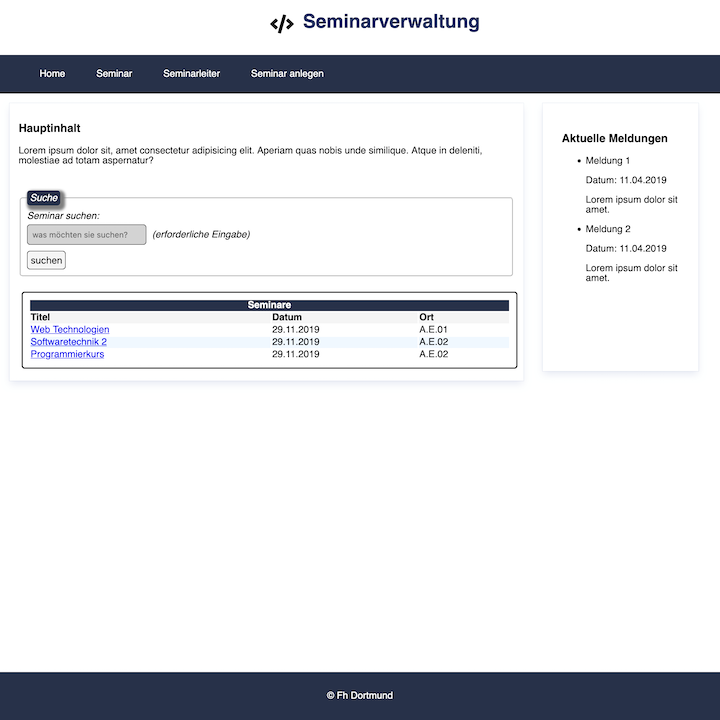 </> Seminarverwaltung
Home Seminar Seminarleiter Seminar anlegen
Hauptinhalt
Lorem ipsum dolor sit, amet consectetur adipisicing elit. Aperiam quas nobis unde similique. Atque in deleniti,
molestiae ad totam aspernatur?
Suche
Seminar suchen:
was möchten sie suchen? (erforderliche Eingabe)
suchen
Seminare
Titel Datum Ort
Web Technologien 29.11.2019 A.E.01
Softwaretechnik 2 29.11.2019 A.E.02
Programmierkurs 29.11.2019 A.E.02
Aktuelle Meldungen
Meldung 1
Datum: 11.04.2019
Lorem ipsum dolor sit
amet.
Meldung 2
Datum: 11.04.2019
Lorem ipsum dolor sit
amet.
© Fh Dortmund